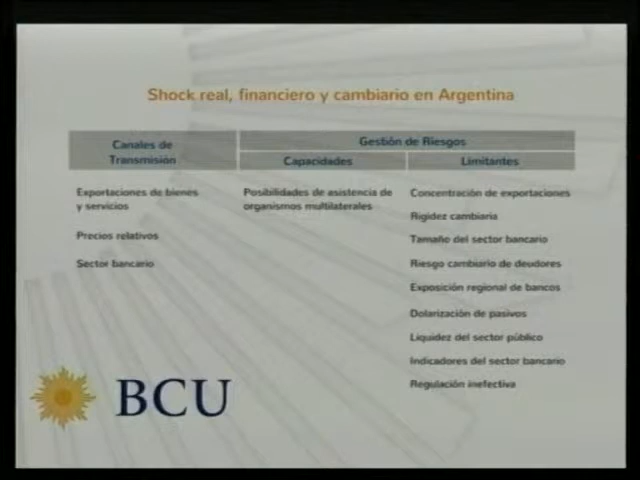 Shock real, financiero y cambiario en Argentina
Canales de
Transmisión
Gestión de Riesgos
Capacidades
Limitantes
Exportaciones de bienes
y servicios
Precios relativos
Sector bancario
Posibilidades de asistencia de
organismos multilaterales
Concentración de exportaciones
Rigidez cambiaria
Tamaño del sector bancario
Riesgo cambiario de deudores
Exposición regional de bancos
Dolarización de pasivos
Liquidez del sector público
Indicadores del sector bancario
Regulación inefectiva
BCU